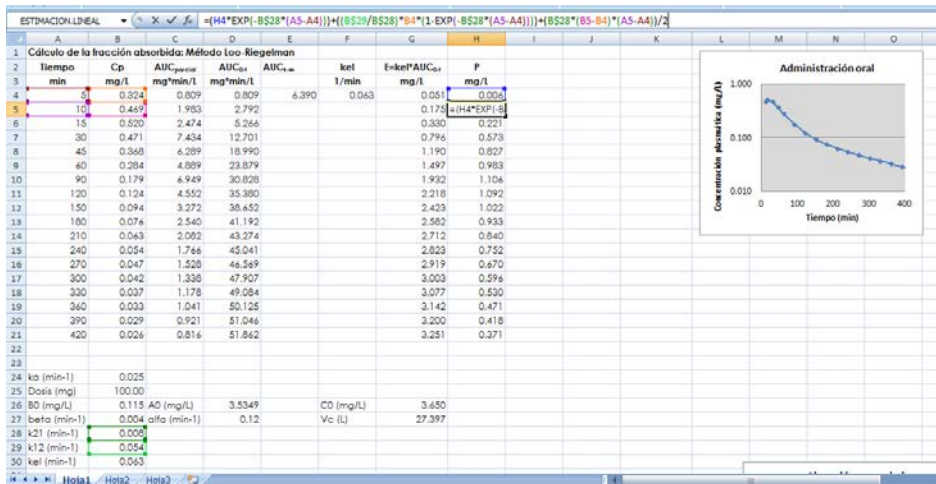 ESTIMACION.LINEAL =(H4*EXP(-B$28*(A5-A4)))+((B$29/B$28)*B4*(1-EXP(-B$28*(A5-A4))))+(B$28*(B5-B4)*(A5-A4))/2
A B C D E F G H I J K L M N O
1 Cálculo de la fracción absorbida: Método Loo-Riegelman
2 Tiempo Cp AUCparcial AUC0-t AUCt-∞ kel E=kel*AUC0-t P
3 min mg/L mg*min/L mg*min/L 1/min mg/L mg/L
4 5 0.324 0.809 0.809 6.390 0.063 0.051 0.006
5 10 0.469 1.983 2.792 0.175 =(H4*EXP(-B
6 15 0.520 2.474 5.266 0.330 0.221
7 30 0.471 7.434 12.701 0.796 0.573
8 45 0.368 6.289 18.990 1.190 0.827
9 60 0.284 4.889 23.879 1.497 0.983
10 90 0.179 6.949 30.828 1.932 1.106
11 120 0.124 4.552 35.380 2.218 1.092
12 150 0.094 3.272 38.652 2.423 1.022
13 180 0.076 2.540 41.192 2.582 0.933
14 210 0.063 2.082 43.274 2.712 0.840
15 240 0.054 1.766 45.041 2.823 0.752
16 270 0.047 1.528 46.569 2.919 0.670
17 300 0.042 1.338 47.907 3.003 0.596
18 330 0.037 1.178 49.084 3.077 0.530
19 360 0.033 1.041 50.125 3.142 0.471
20 390 0.029 0.921 51.046 3.200 0.418
21 420 0.026 0.816 51.862 3.251 0.371
22
23
24 ka (min-1) 0.025
25 Dosis (mg) 100.00
26 B0 (mg/L) 0.115 A0 (mg/L) 3.5349 C0 (mg/L) 3.650
27 beta (min-1) 0.004 alfa (min-1) 0.12 Vc (L) 27.397
28 k21 (min-1) 0.008
29 k12 (min-1) 0.054
30 kel (min-1) 0.063
Administración oral
Concentración plasmática (mg/L)
1.000
0.100
0.010
0 100 200 300 400
Tiempo (min)
Hoja1 Hoja2 Hoja3